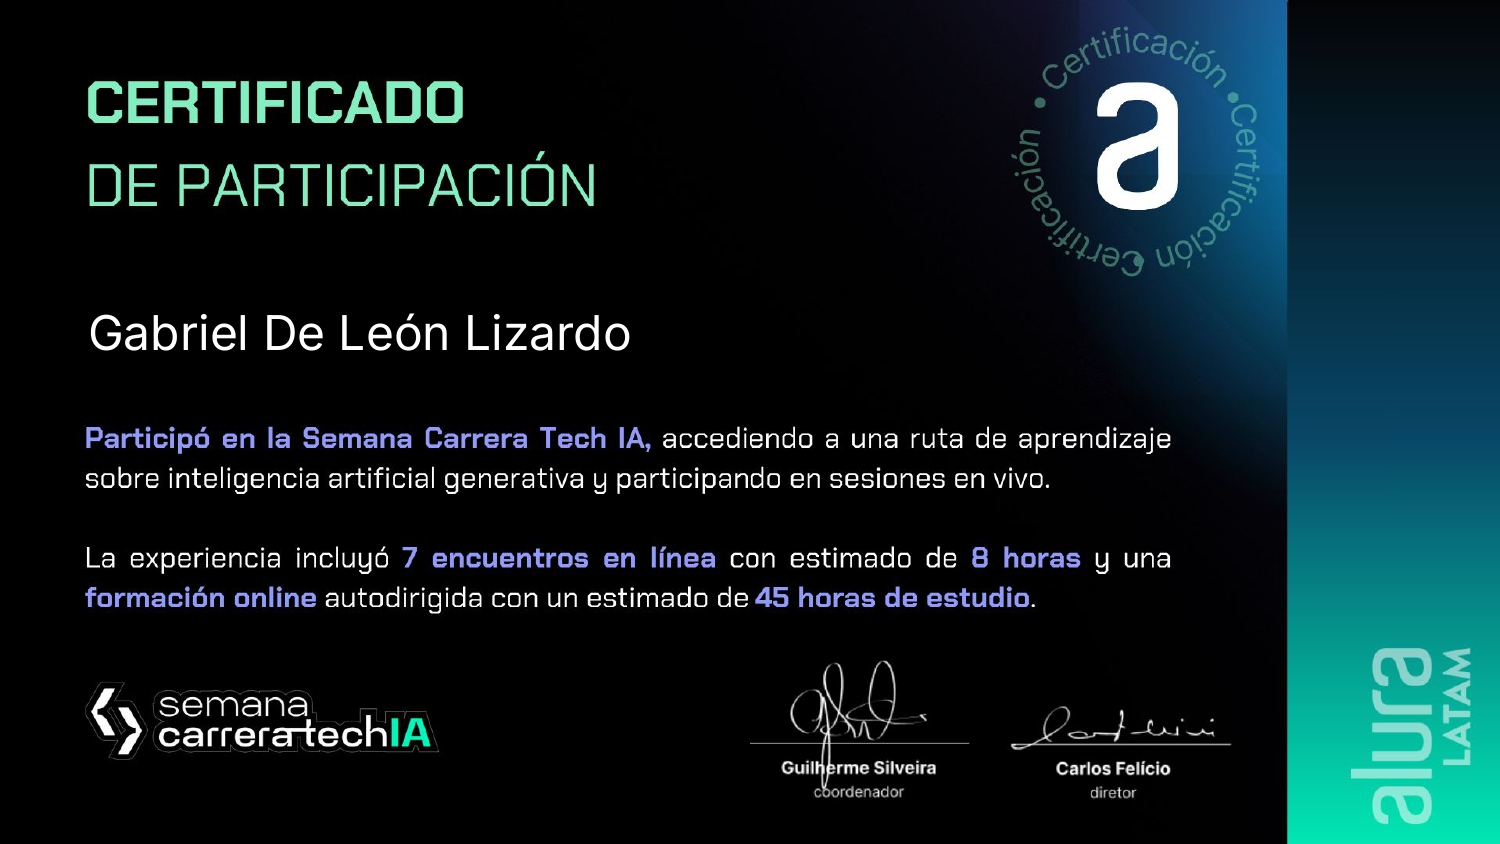 CERTIFICADO
DE PARTICIPACIÓN
Certificación • Certificación • Certificación •
a
Gabriel De León Lizardo
Participó en la Semana Carrera Tech IA, accediendo a una ruta de aprendizaje
sobre inteligencia artificial generativa y participando en sesiones en vivo.
La experiencia incluyó 7 encuentros en línea con estimado de 8 horas y una
formación online autodirigida con un estimado de 45 horas de estudio.
semana
carrera tech IA
Guilherme Silveira
coordenador
Carlos Felício
diretor
alura
LATAM